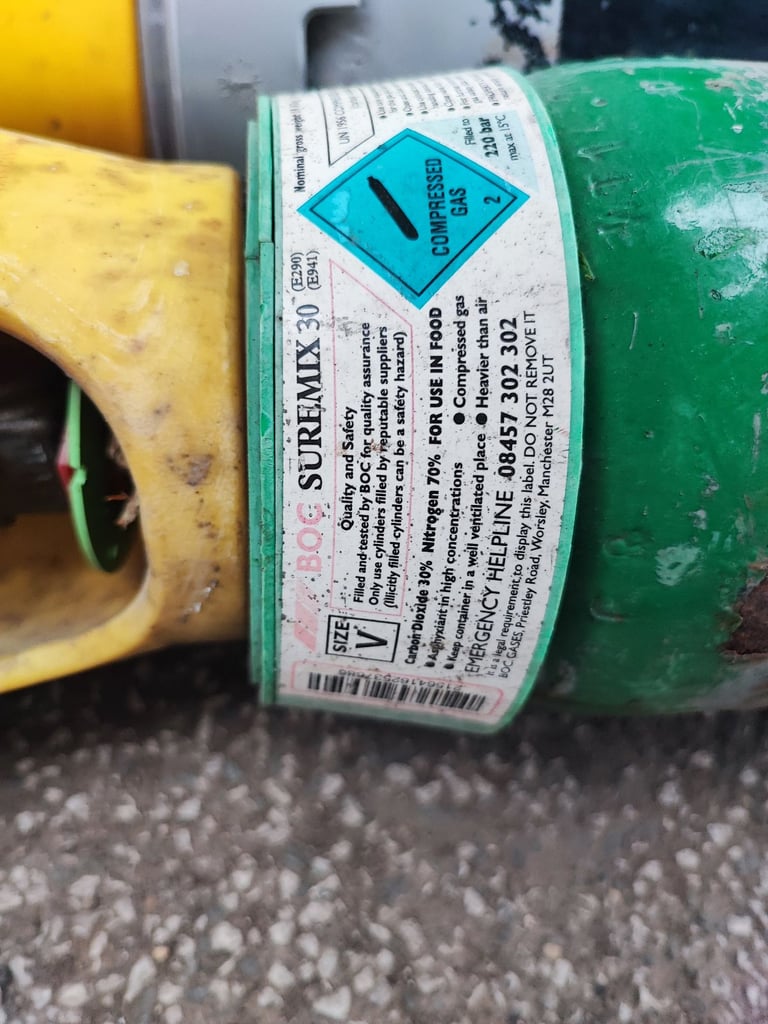 Nominal gross weight
UN 1956 COMP
Filled to
220 bar
max at 15°C
COMPRESSED
GAS
2
BOC SUREMIX 30 (E290)
(E941)
Quality and Safety
Filled and tested by BOC for quality assurance
Only use cylinders filled by reputable suppliers
(Illicitly filled cylinders can be a safety hazard)
SIZE
V
Carbon Dioxide 30% Nitrogen 70% FOR USE IN FOOD
● Asphyxiant in high concentrations ● Compressed gas
● Keep container in a well ventilated place ● Heavier than air
EMERGENCY HELPLINE 08457 302 302
It is a legal requirement to display this label. DO NOT REMOVE IT
BOC GASES, Priestley Road, Worsley, Manchester M28 2UT